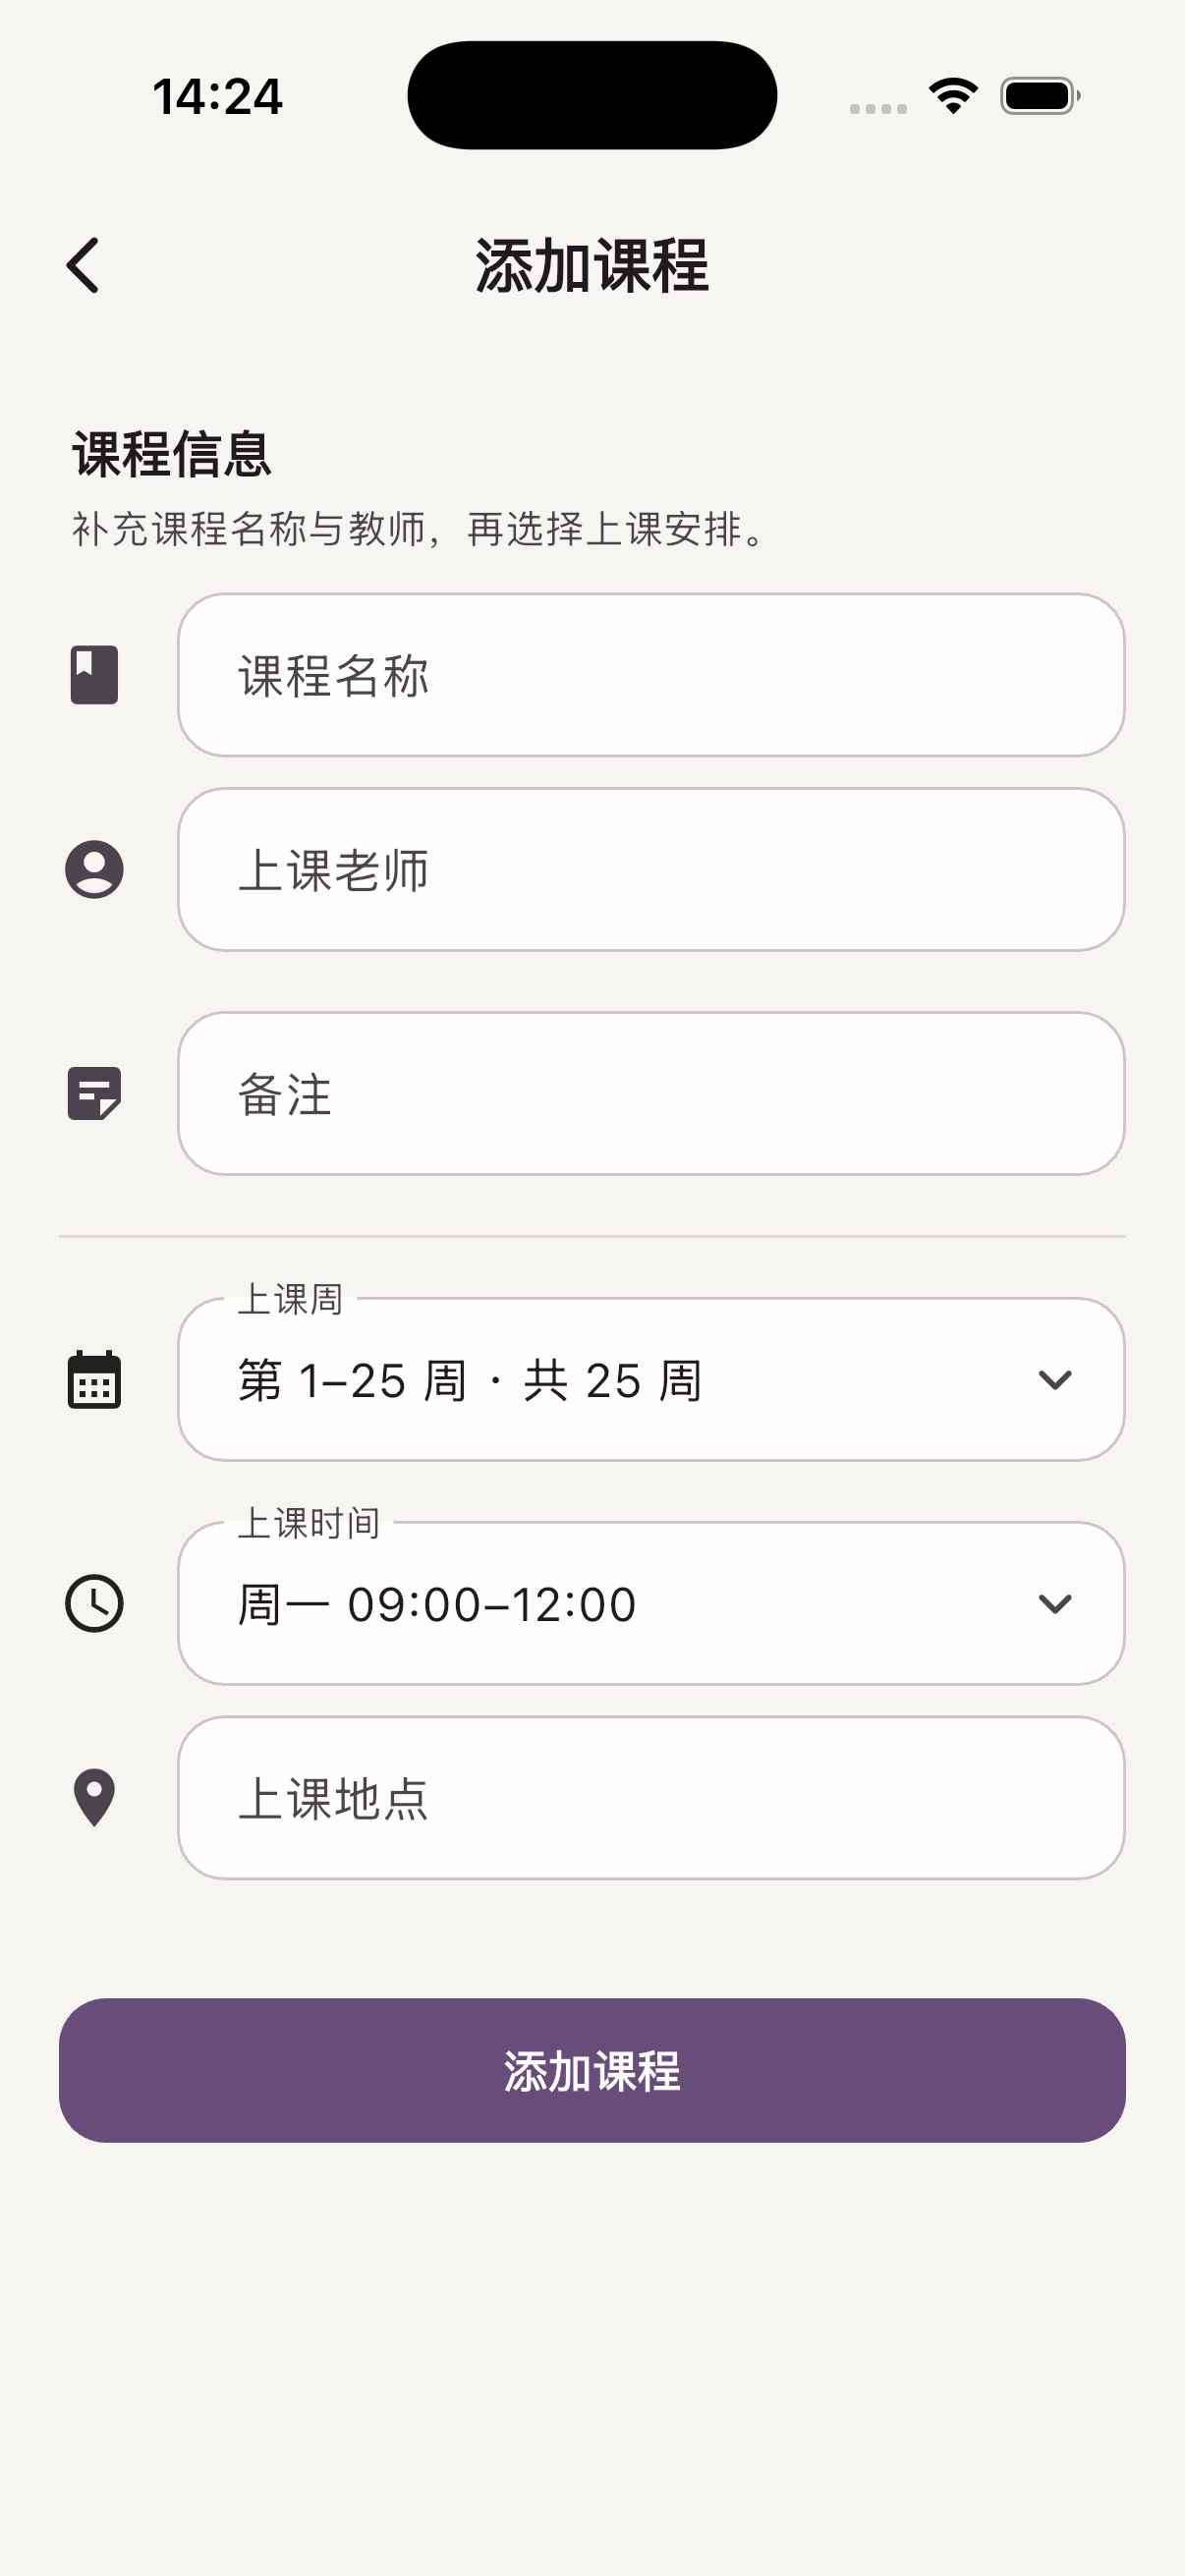 14:24
添加课程
课程信息
补充课程名称与教师，再选择上课安排。
课程名称
上课老师
备注
上课周
第 1–25 周 · 共 25 周
上课时间
周一 09:00–12:00
上课地点
添加课程